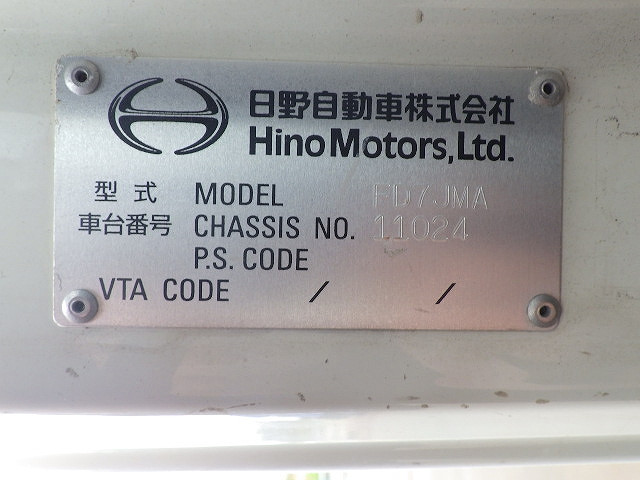 日野自動車株式会社
Hino Motors, Ltd.
型式 MODEL FD7JMA
車台番号 CHASSIS NO. 11024
P.S. CODE
VTA CODE / /